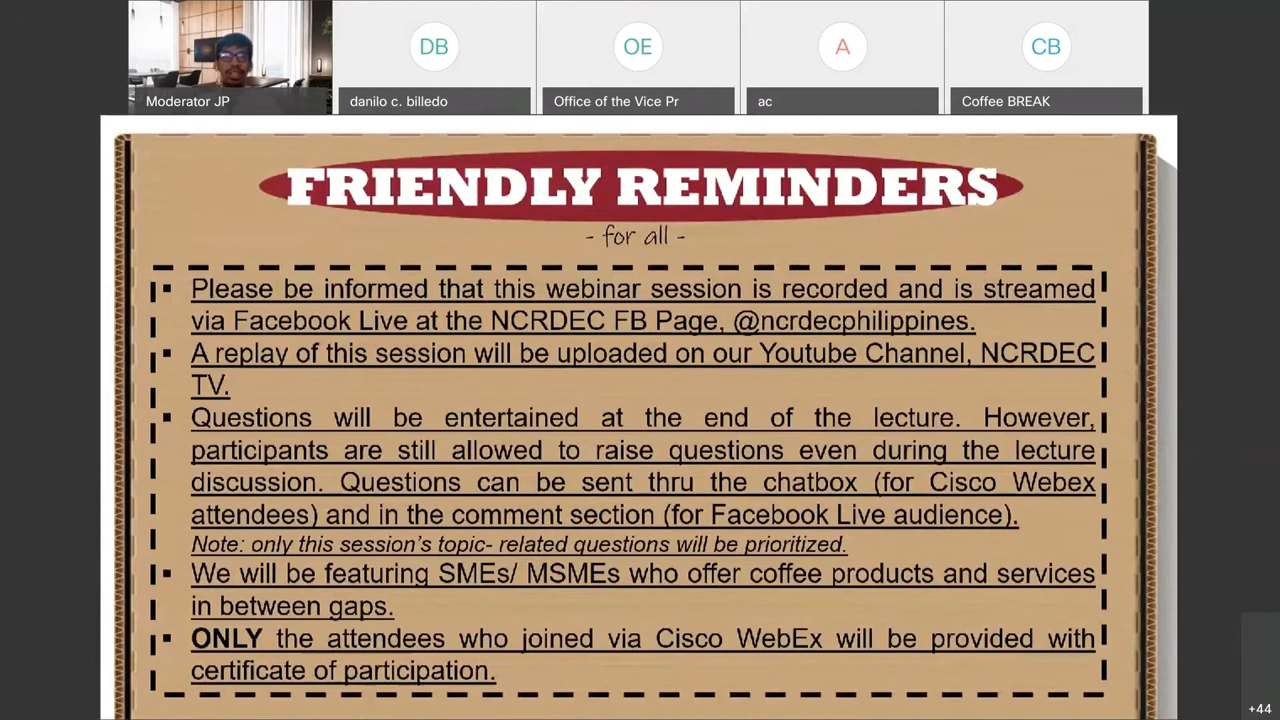 DB
OE
A
CB
Moderator JP
danilo c. billedo
Office of the Vice Pr
ac
Coffee BREAK
FRIENDLY REMINDERS
- for all -
▪ Please be informed that this webinar session is recorded and is streamed
via Facebook Live at the NCRDEC FB Page, @ncrdecphilippines.
▪ A replay of this session will be uploaded on our Youtube Channel, NCRDEC
TV.
▪ Questions will be entertained at the end of the lecture. However,
participants are still allowed to raise questions even during the lecture
discussion. Questions can be sent thru the chatbox (for Cisco Webex
attendees) and in the comment section (for Facebook Live audience).
Note: only this session's topic- related questions will be prioritized.
▪ We will be featuring SMEs/ MSMEs who offer coffee products and services
in between gaps.
▪ ONLY the attendees who joined via Cisco WebEx will be provided with
certificate of participation.
+44